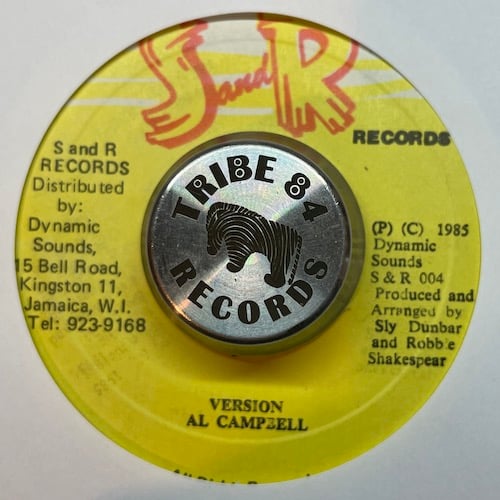 S and R
RECORDS
S and R
RECORDS
Distributed
by:
Dynamic
Sounds,
15 Bell Road,
Kingston 11,
Jamaica, W.I.
Tel: 923-9168
TRIBE 84
RECORDS
(P) (C) 1985
Dynamic
Sounds
S & R 004
Produced and
Arranged by
Sly Dunbar
and Robbie
Shakespear
VERSION
AL CAMPBELL